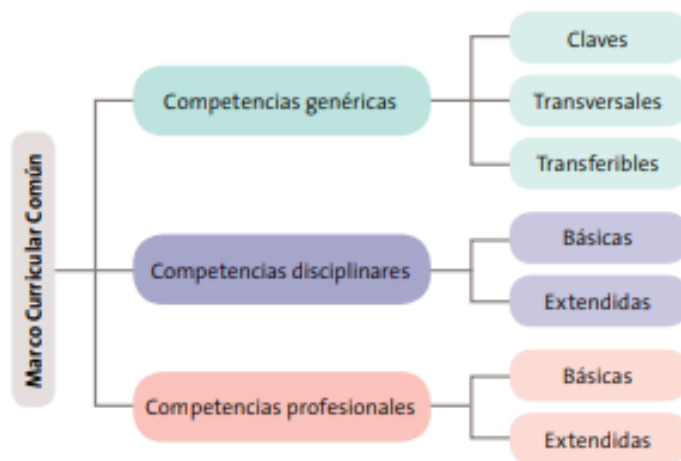 Marco Curricular Común
Competencias genéricas
Claves
Transversales
Transferibles
Competencias disciplinares
Básicas
Extendidas
Competencias profesionales
Básicas
Extendidas